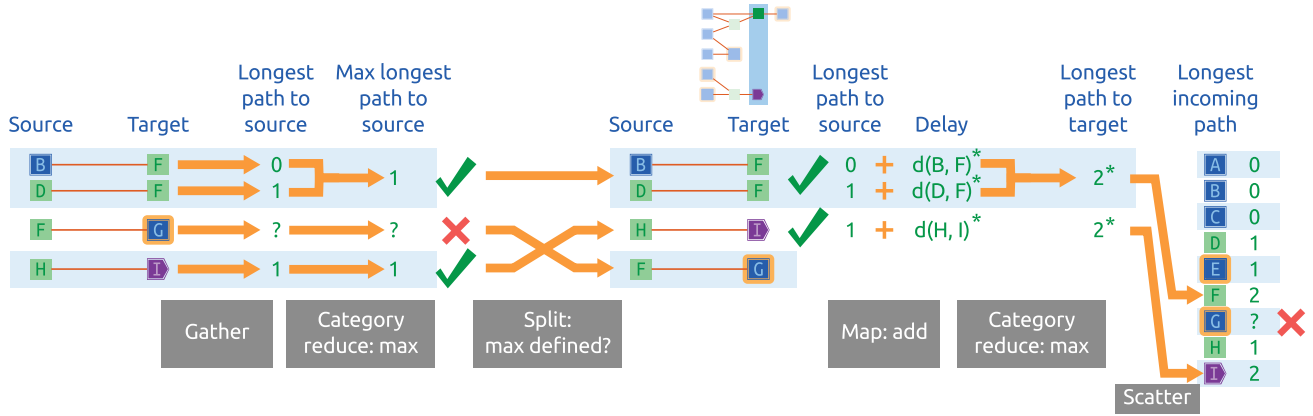 Longest
path to
source
Max longest
path to
source
Longest
path to
source
Longest
path to
target
Longest
incoming
path
Source Target
Source Target
Delay
B F 0
D F 1
1
F G ? ?
H I 1 1
B F 0 + d(B, F)*
D F 1 + d(D, F)*
2*
H I 1 + d(H, I)* 2*
F G
A 0
B 0
C 0
D 1
E 1
F 2
G ?
H 1
I 2
Gather
Category
reduce: max
Split:
max defined?
Map: add
Category
reduce: max
Scatter